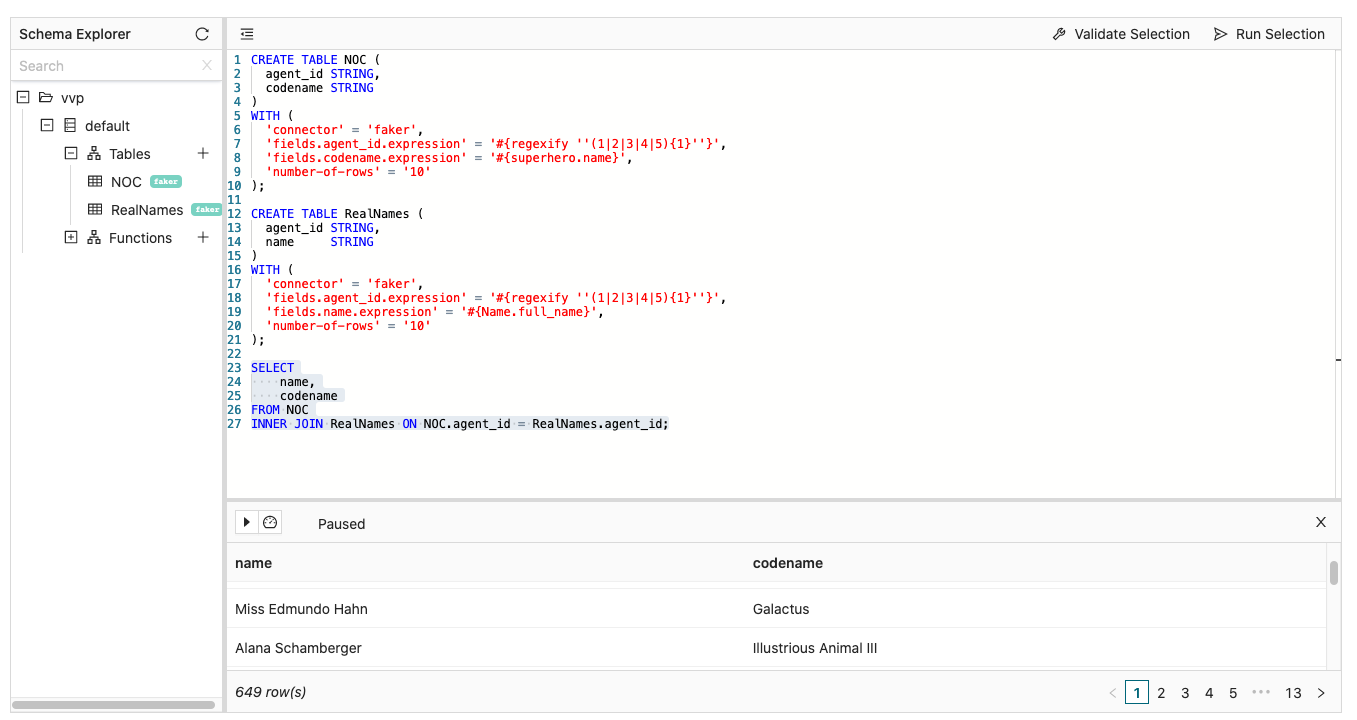 Schema Explorer
Validate Selection
Run Selection
Search
vvp
default
Tables
NOC faker
RealNames faker
Functions
1 CREATE TABLE NOC (
2   agent_id STRING,
3   codename STRING
4 )
5 WITH (
6   'connector' = 'faker',
7   'fields.agent_id.expression' = '#{regexify ''(1|2|3|4|5){1}''}',
8   'fields.codename.expression' = '#{superhero.name}',
9   'number-of-rows' = '10'
10 );
11
12 CREATE TABLE RealNames (
13   agent_id STRING,
14   name     STRING
15 )
16 WITH (
17   'connector' = 'faker',
18   'fields.agent_id.expression' = '#{regexify ''(1|2|3|4|5){1}''}',
19   'fields.name.expression' = '#{Name.full_name}',
20   'number-of-rows' = '10'
21 );
22
23 SELECT
24     name,
25     codename
26 FROM NOC
27 INNER JOIN RealNames ON NOC.agent_id = RealNames.agent_id;
Paused
name codename
Miss Edmundo Hahn Galactus
Alana Schamberger Illustrious Animal III
649 row(s)
< 1 2 3 4 5 ••• 13 >